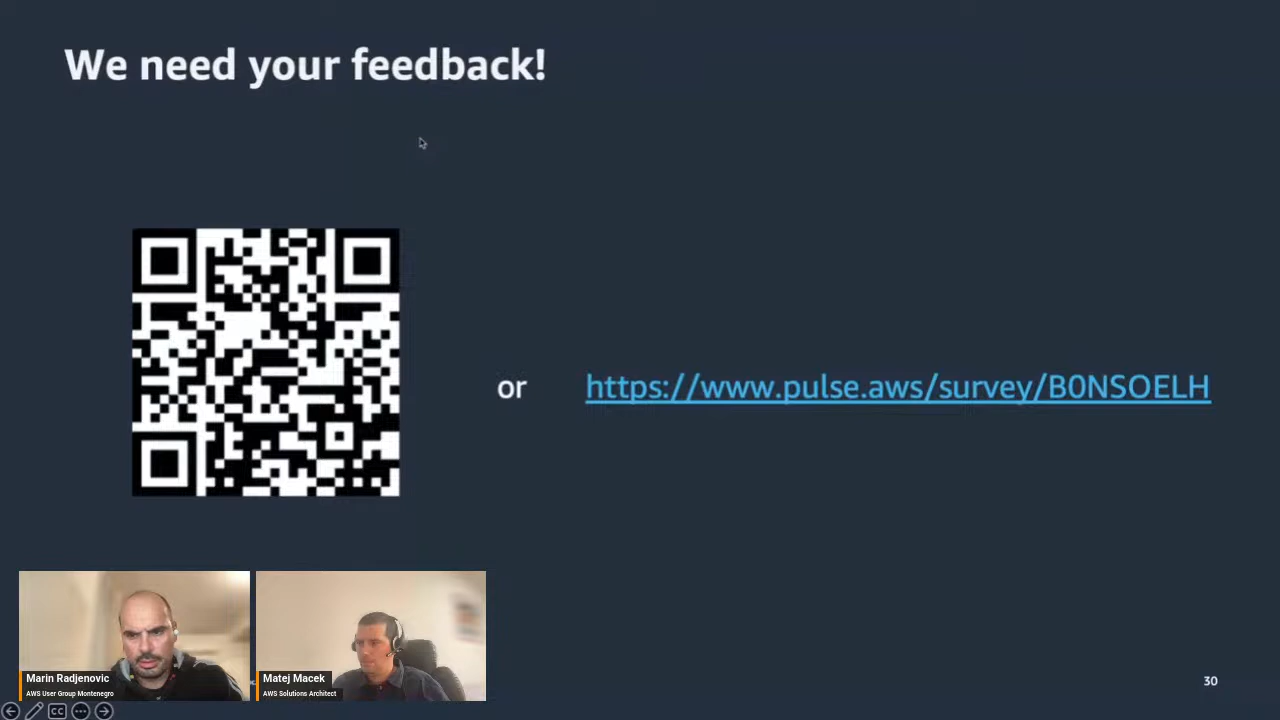 We need your feedback!
or
https://www.pulse.aws/survey/B0NSOELH
Marin Radjenovic
AWS User Group Montenegro
Matej Macek
AWS Solutions Architect
30
CC